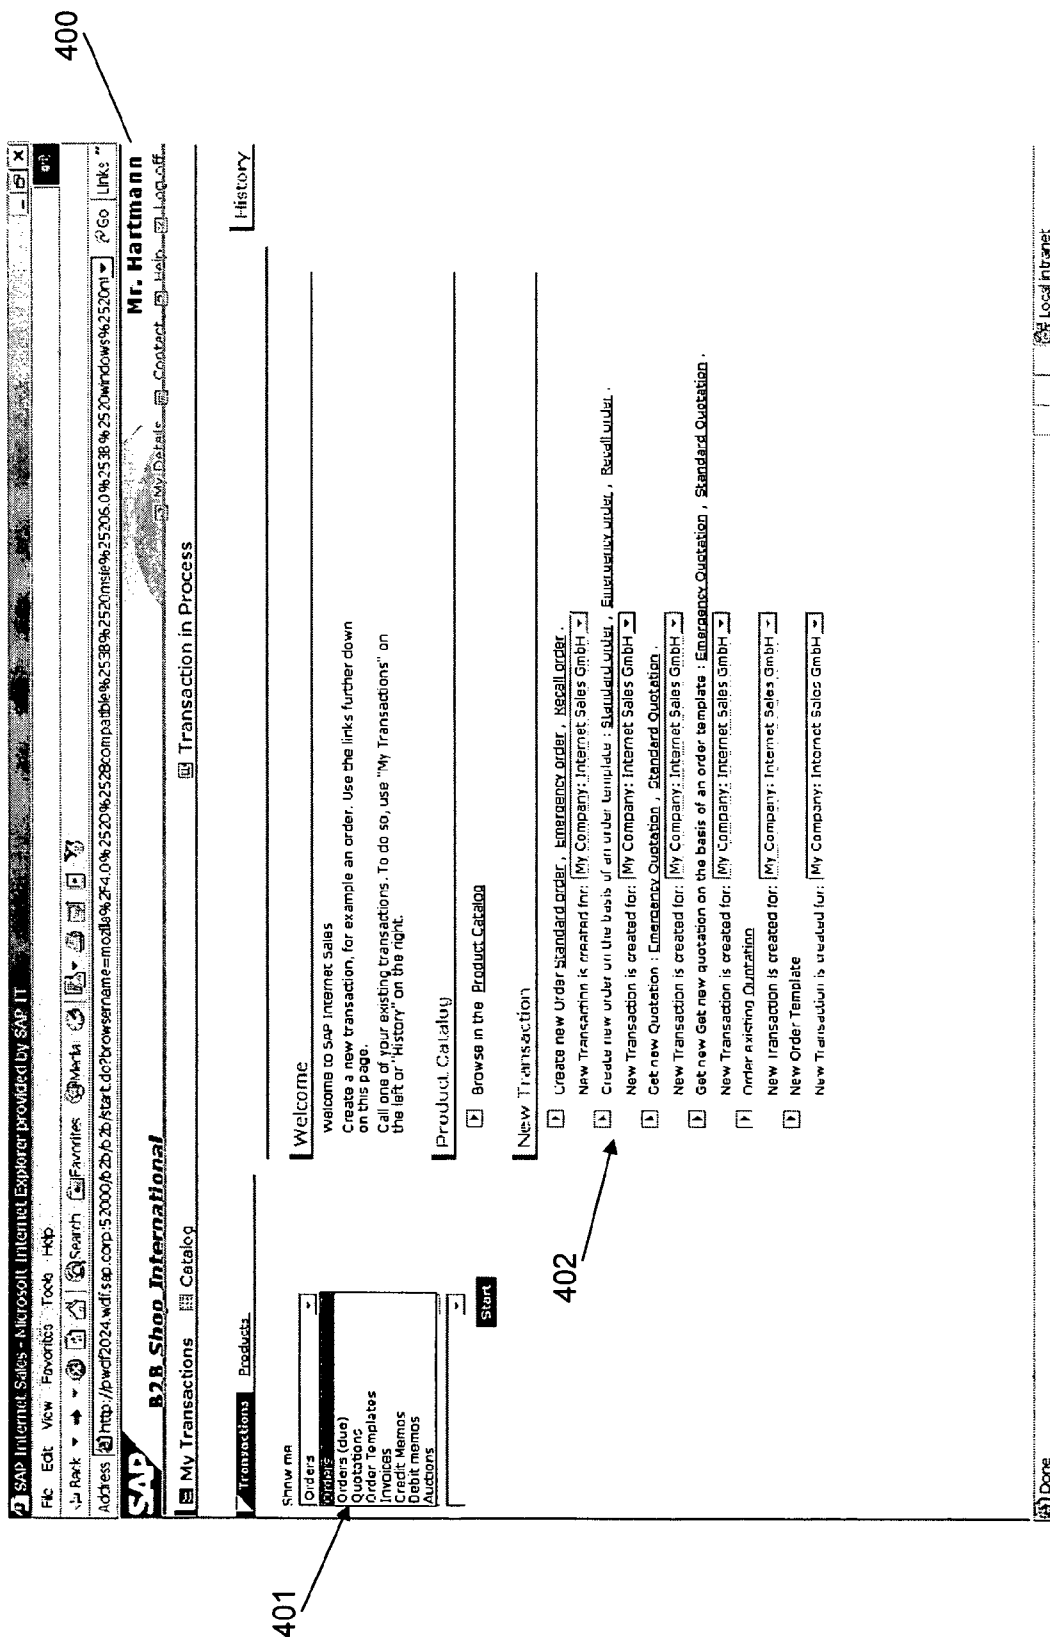 400
SAP Internet Sales - Microsoft Internet Explorer provided by SAP IT
File Edit View Favorites Tools Help
Back Search Favorites Media
Address http://pwdf2024.wdf.sap.corp:52000/b2b/b2b/start.do?browsername=mozilla%2F4.0%2520%2528compatible%253B%2520msie%25206.0%253B%2520windows%2520nt Go Links »
SAP B2B Shop International Mr. Hartmann
My Details Contact Help Log off
My Transactions Catalog Transaction in Process
Transactions Products
History
Show me
Orders
Orders
Orders (due)
Quotations
Order Templates
Invoices
Credit Memos
Debit memos
Auctions
Start
401
Welcome
Welcome to SAP Internet Sales
Create a new transaction, for example an order. Use the links further down
on this page.
Call one of your existing transactions. To do so, use "My Transactions" on
the left or "History" on the right.
Product Catalog
Browse in the Product Catalog
New Transaction
Create new Order Standard order , Emergency order , Recall order .
New Transaction is created for: My Company: Internet Sales GmbH
Create new order on the basis of an order template : Standard order , Emergency order , Recall order .
New Transaction is created for: My Company: Internet Sales GmbH
Get new Quotation : Emergency Quotation , Standard Quotation .
New Transaction is created for: My Company: Internet Sales GmbH
Get new Get new quotation on the basis of an order template : Emergency Quotation , Standard Quotation .
New Transaction is created for: My Company: Internet Sales GmbH
Order existing Quotation
New Transaction is created for: My Company: Internet Sales GmbH
New Order Template
New Transaction is created for: My Company: Internet Sales GmbH
402
Done Local intranet